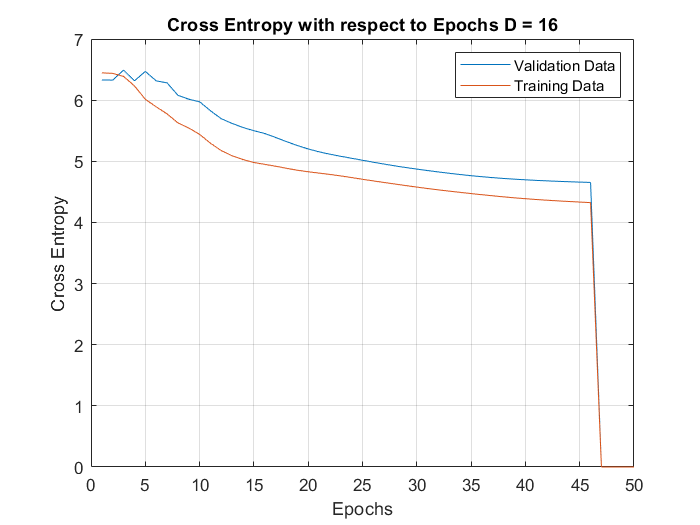 Cross Entropy with respect to Epochs D = 16
Validation Data
Training Data
Cross Entropy
7
6
5
4
3
2
1
0
0 5 10 15 20 25 30 35 40 45 50
Epochs